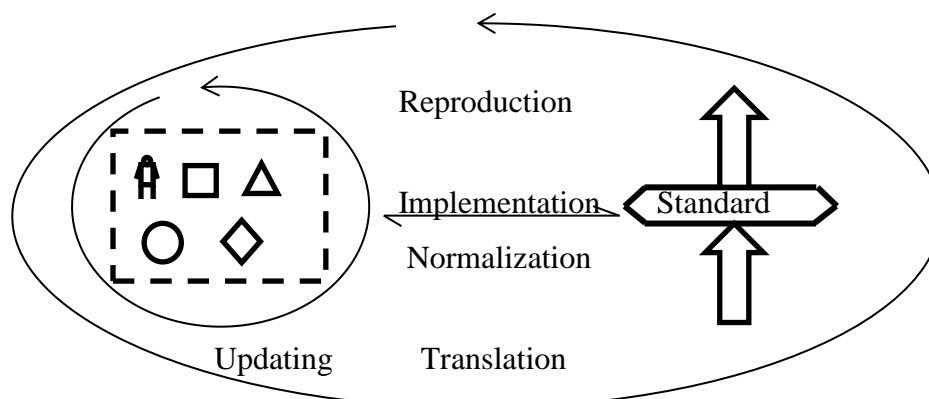 Reproduction
Implementation
Standard
Normalization
Updating
Translation